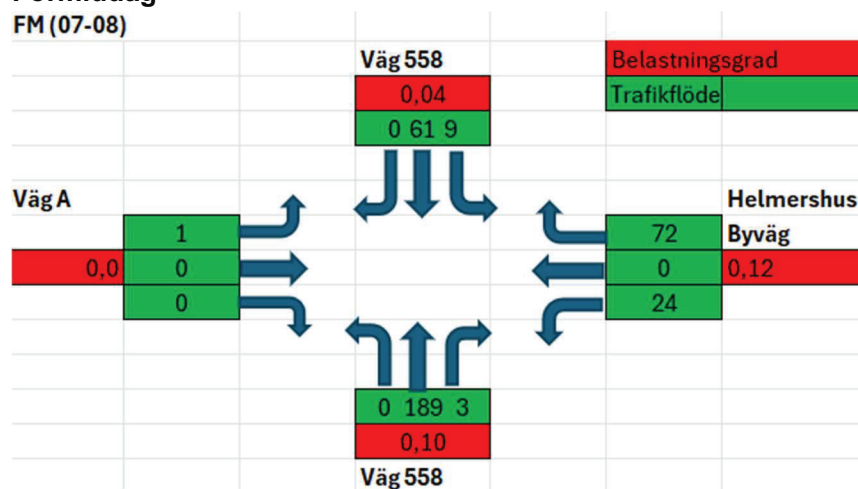 FM (07-08)
Väg 558
Belastningsgrad
0,04
Trafikflöde
0 61 9
Väg A
Helmershus
1
72
Byväg
0,0
0
0
0,12
0
24
0 189 3
0,10
Väg 558